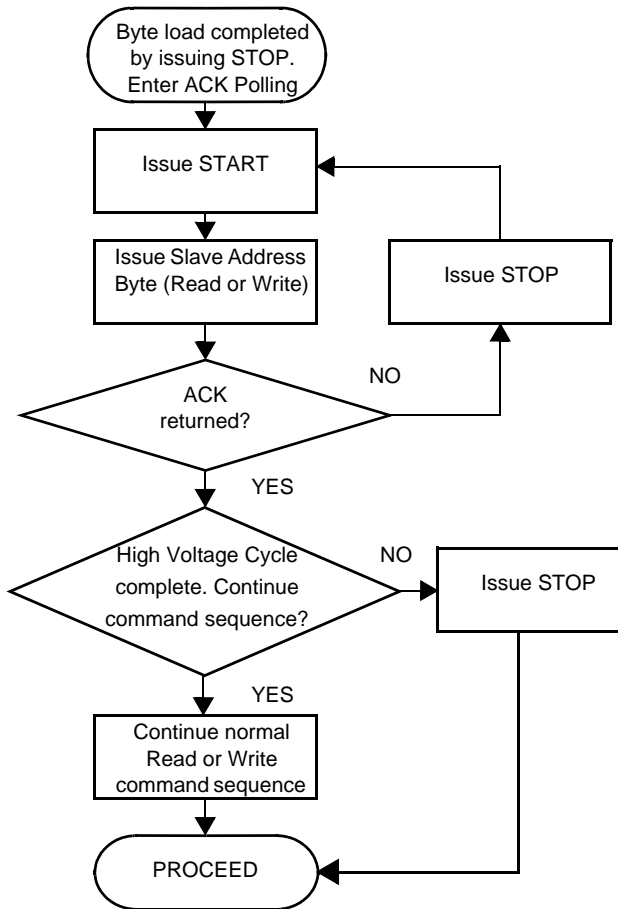 Byte load completed
by issuing STOP.
Enter ACK Polling
Issue START
Issue Slave Address
Byte (Read or Write)
Issue STOP
ACK
returned?
NO
YES
High Voltage Cycle
complete. Continue
command sequence?
NO
Issue STOP
YES
Continue normal
Read or Write
command sequence
PROCEED